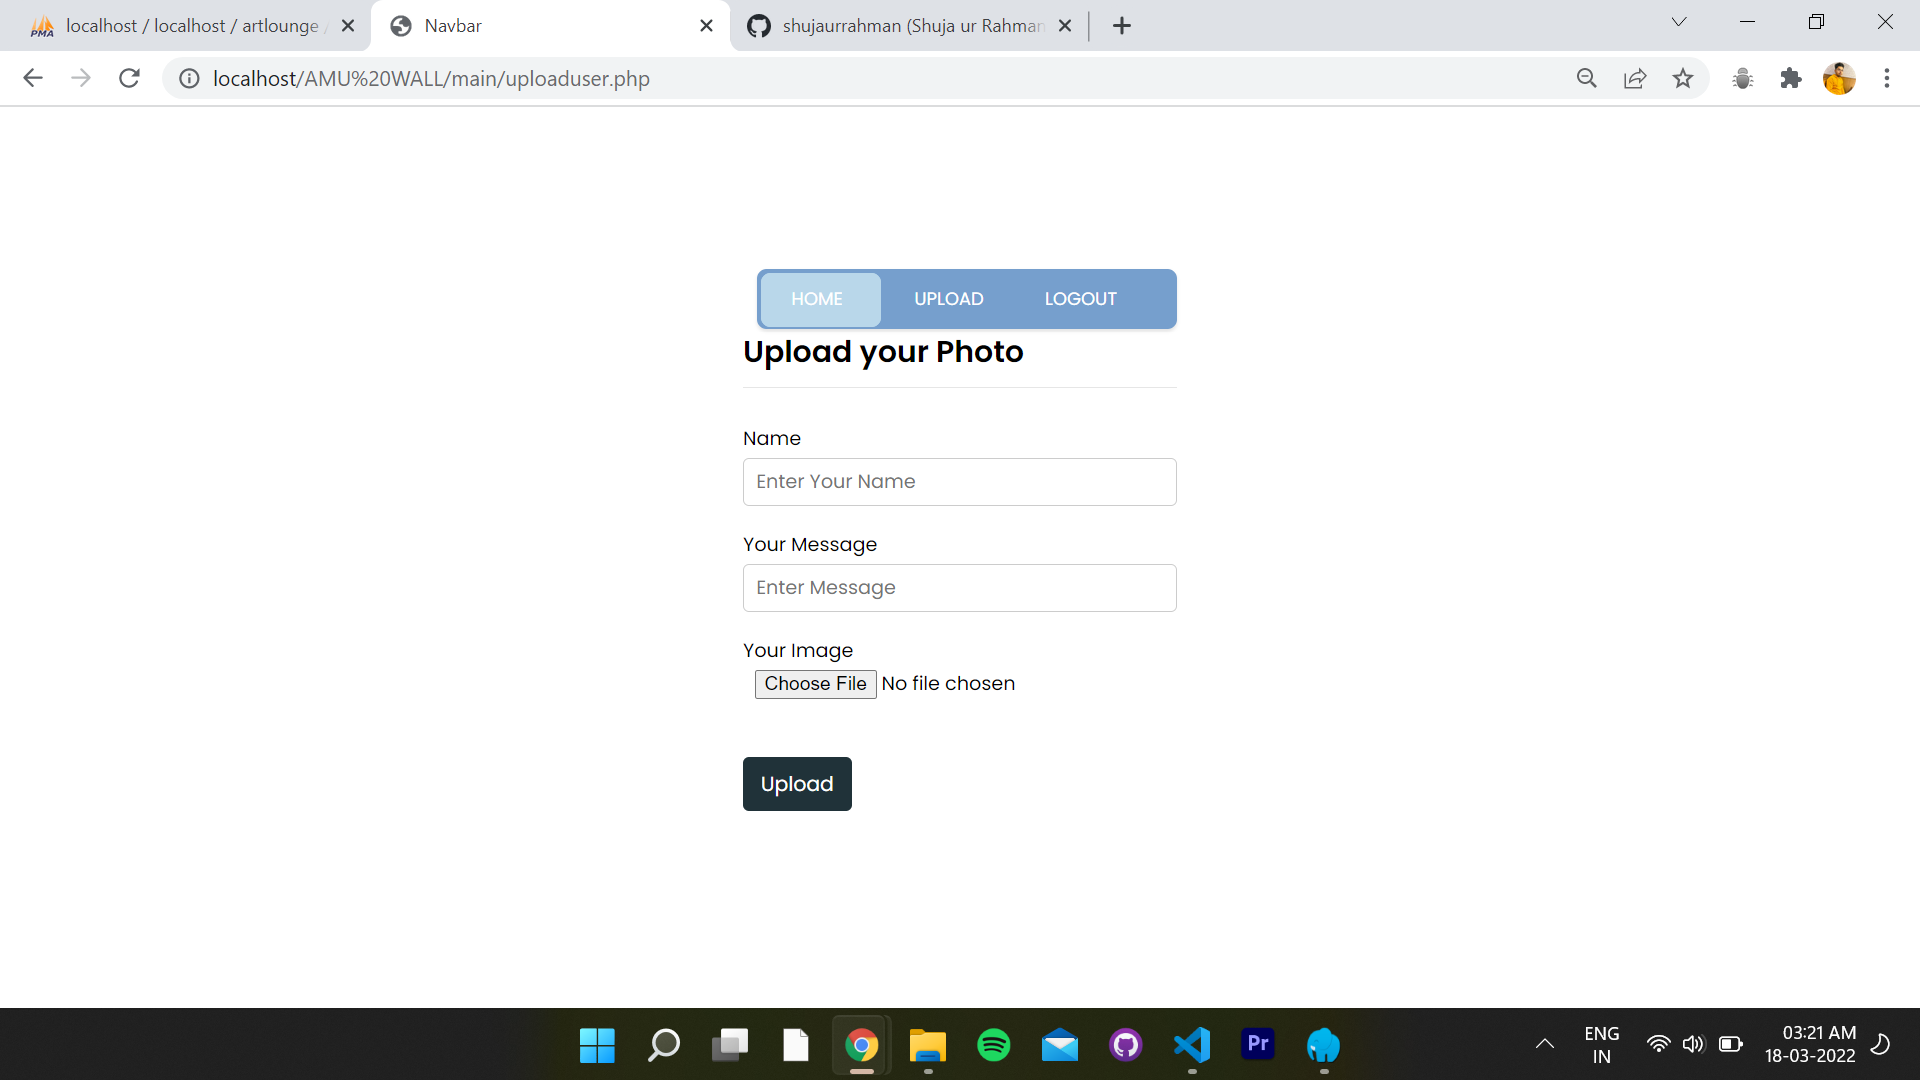 PMA localhost / localhost / artlounge /
Navbar
shujaurrahman (Shuja ur Rahman
localhost/AMU%20WALL/main/uploaduser.php
HOME UPLOAD LOGOUT
Upload your Photo
Name
Enter Your Name
Your Message
Enter Message
Your Image
Choose File No file chosen
Upload
Pr
ENG
IN
03:21 AM
18-03-2022